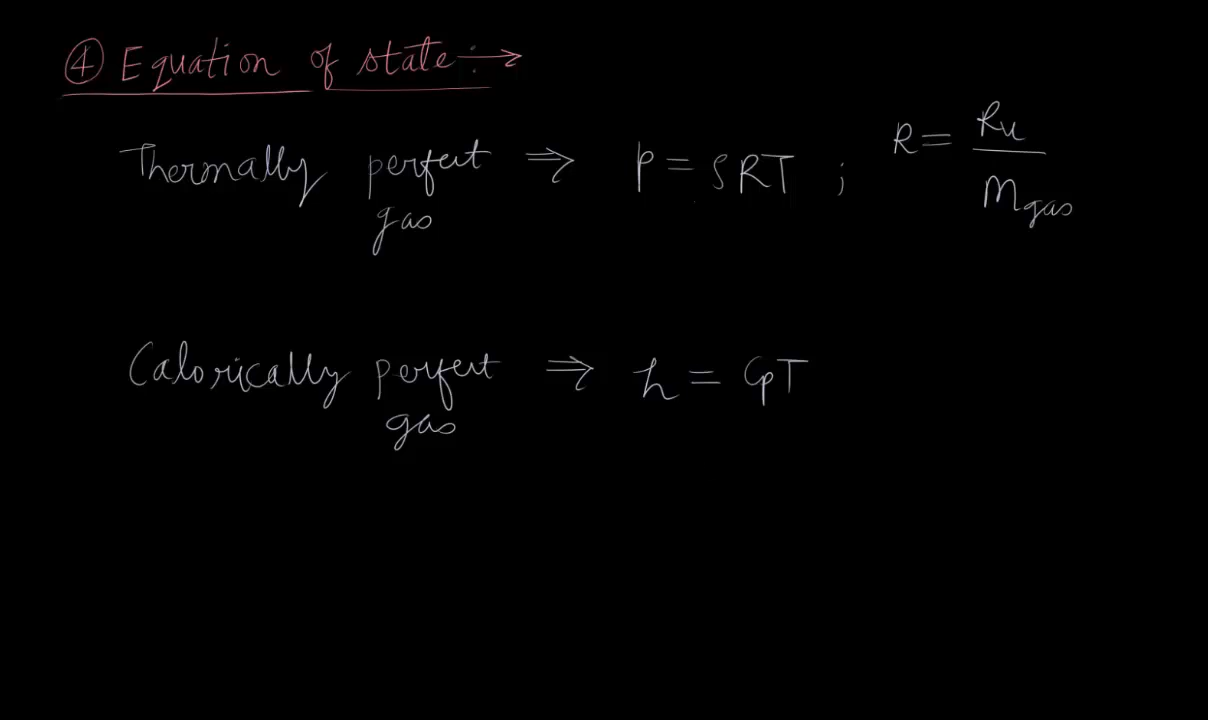 ④ Equation of state :→
Thermally perfect gas ⇒ p = ρRT ; R = Ru / Mgas
Calorically perfect gas ⇒ h = CpT